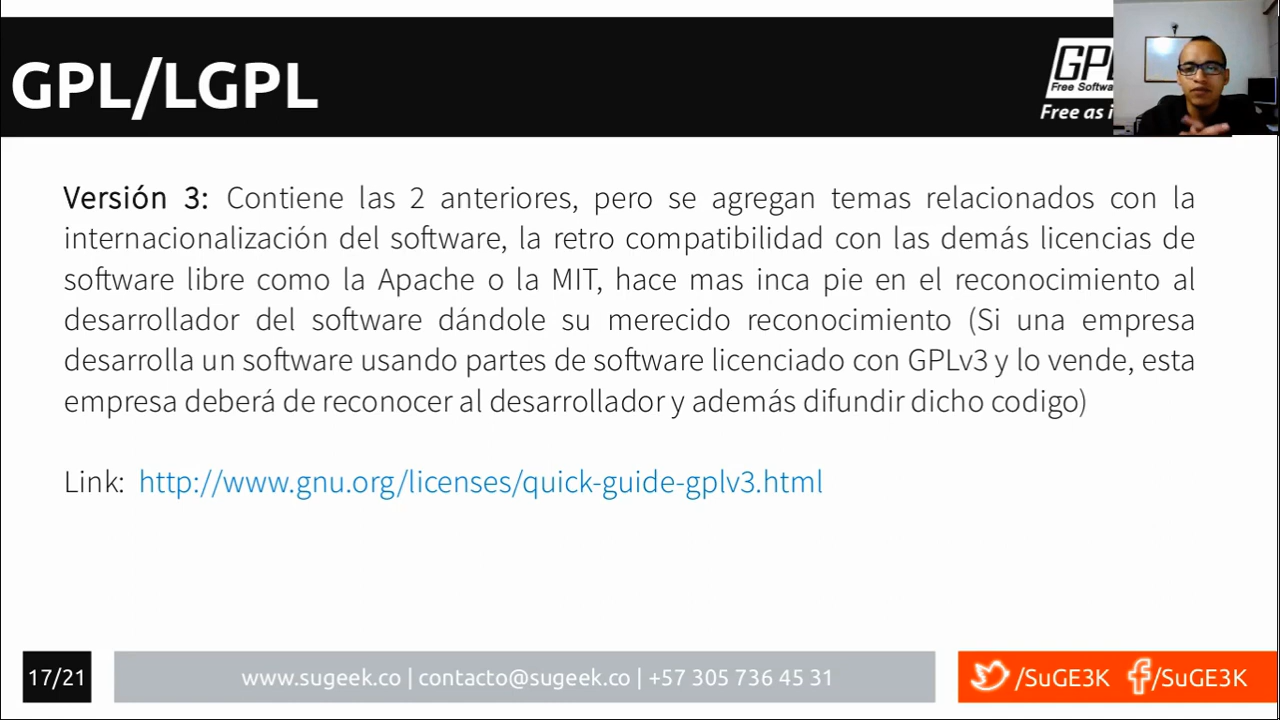 GPL/LGPL
Free Softwa
Free as i
Versión 3: Contiene las 2 anteriores, pero se agregan temas relacionados con la
internacionalización del software, la retro compatibilidad con las demás licencias de
software libre como la Apache o la MIT, hace mas inca pie en el reconocimiento al
desarrollador del software dándole su merecido reconocimiento (Si una empresa
desarrolla un software usando partes de software licenciado con GPLv3 y lo vende, esta
empresa deberá de reconocer al desarrollador y además difundir dicho codigo)
Link: http://www.gnu.org/licenses/quick-guide-gplv3.html
17/21
www.sugeek.co | contacto@sugeek.co | +57 305 736 45 31
/SuGE3K /SuGE3K